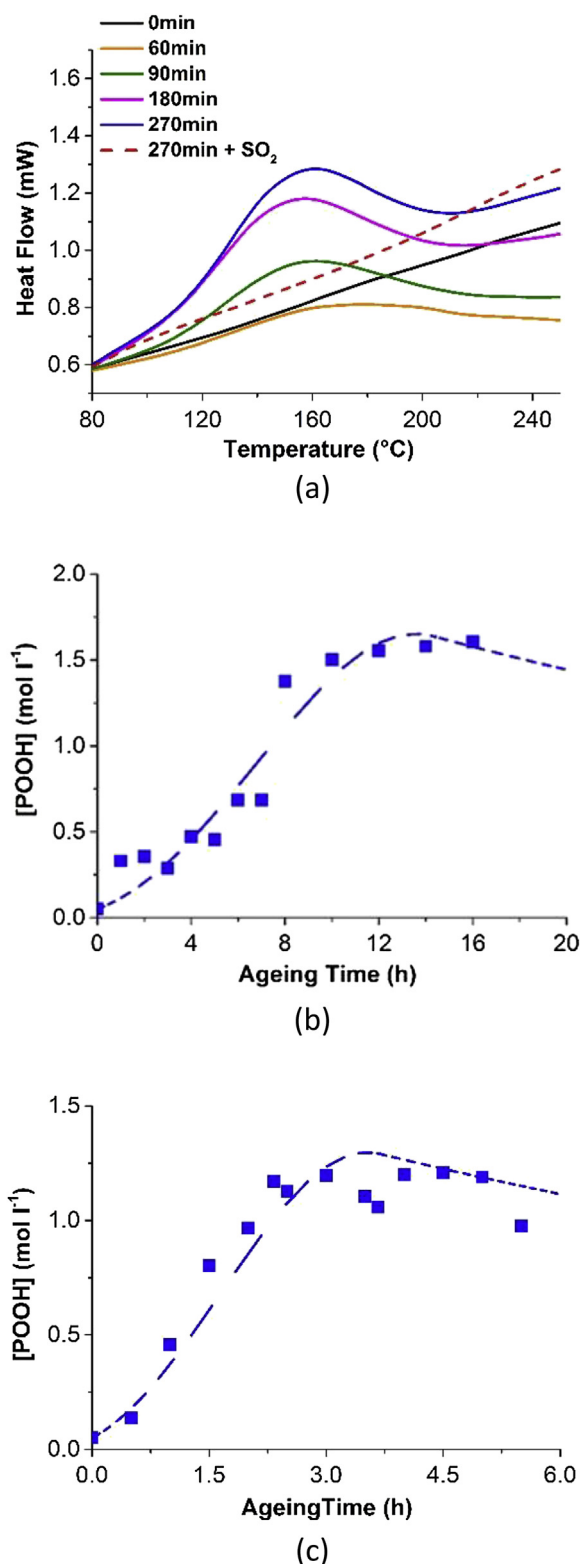 0min
60min
90min
180min
270min
270min + SO2
1.6
1.4
1.2
1.0
0.8
0.6
Heat Flow (mW)
80 120 160 200 240
Temperature (°C)
(a)
2.0
1.5
1.0
0.5
0.0
[POOH] (mol l-1)
0 4 8 12 16 20
Ageing Time (h)
(b)
1.5
1.0
0.5
0.0
[POOH] (mol l-1)
0.0 1.5 3.0 4.5 6.0
AgeingTime (h)
(c)